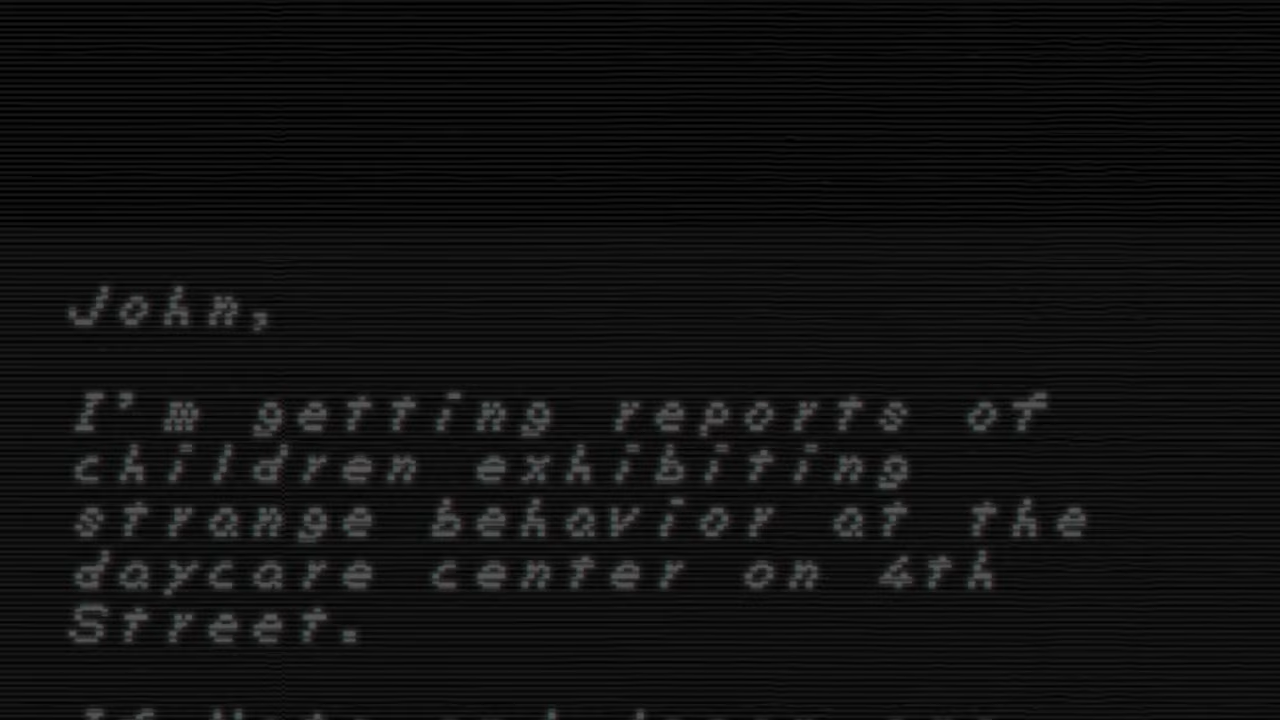 John,
I'm getting reports of
children exhibiting
strange behavior at the
daycare center on 4th
Street.